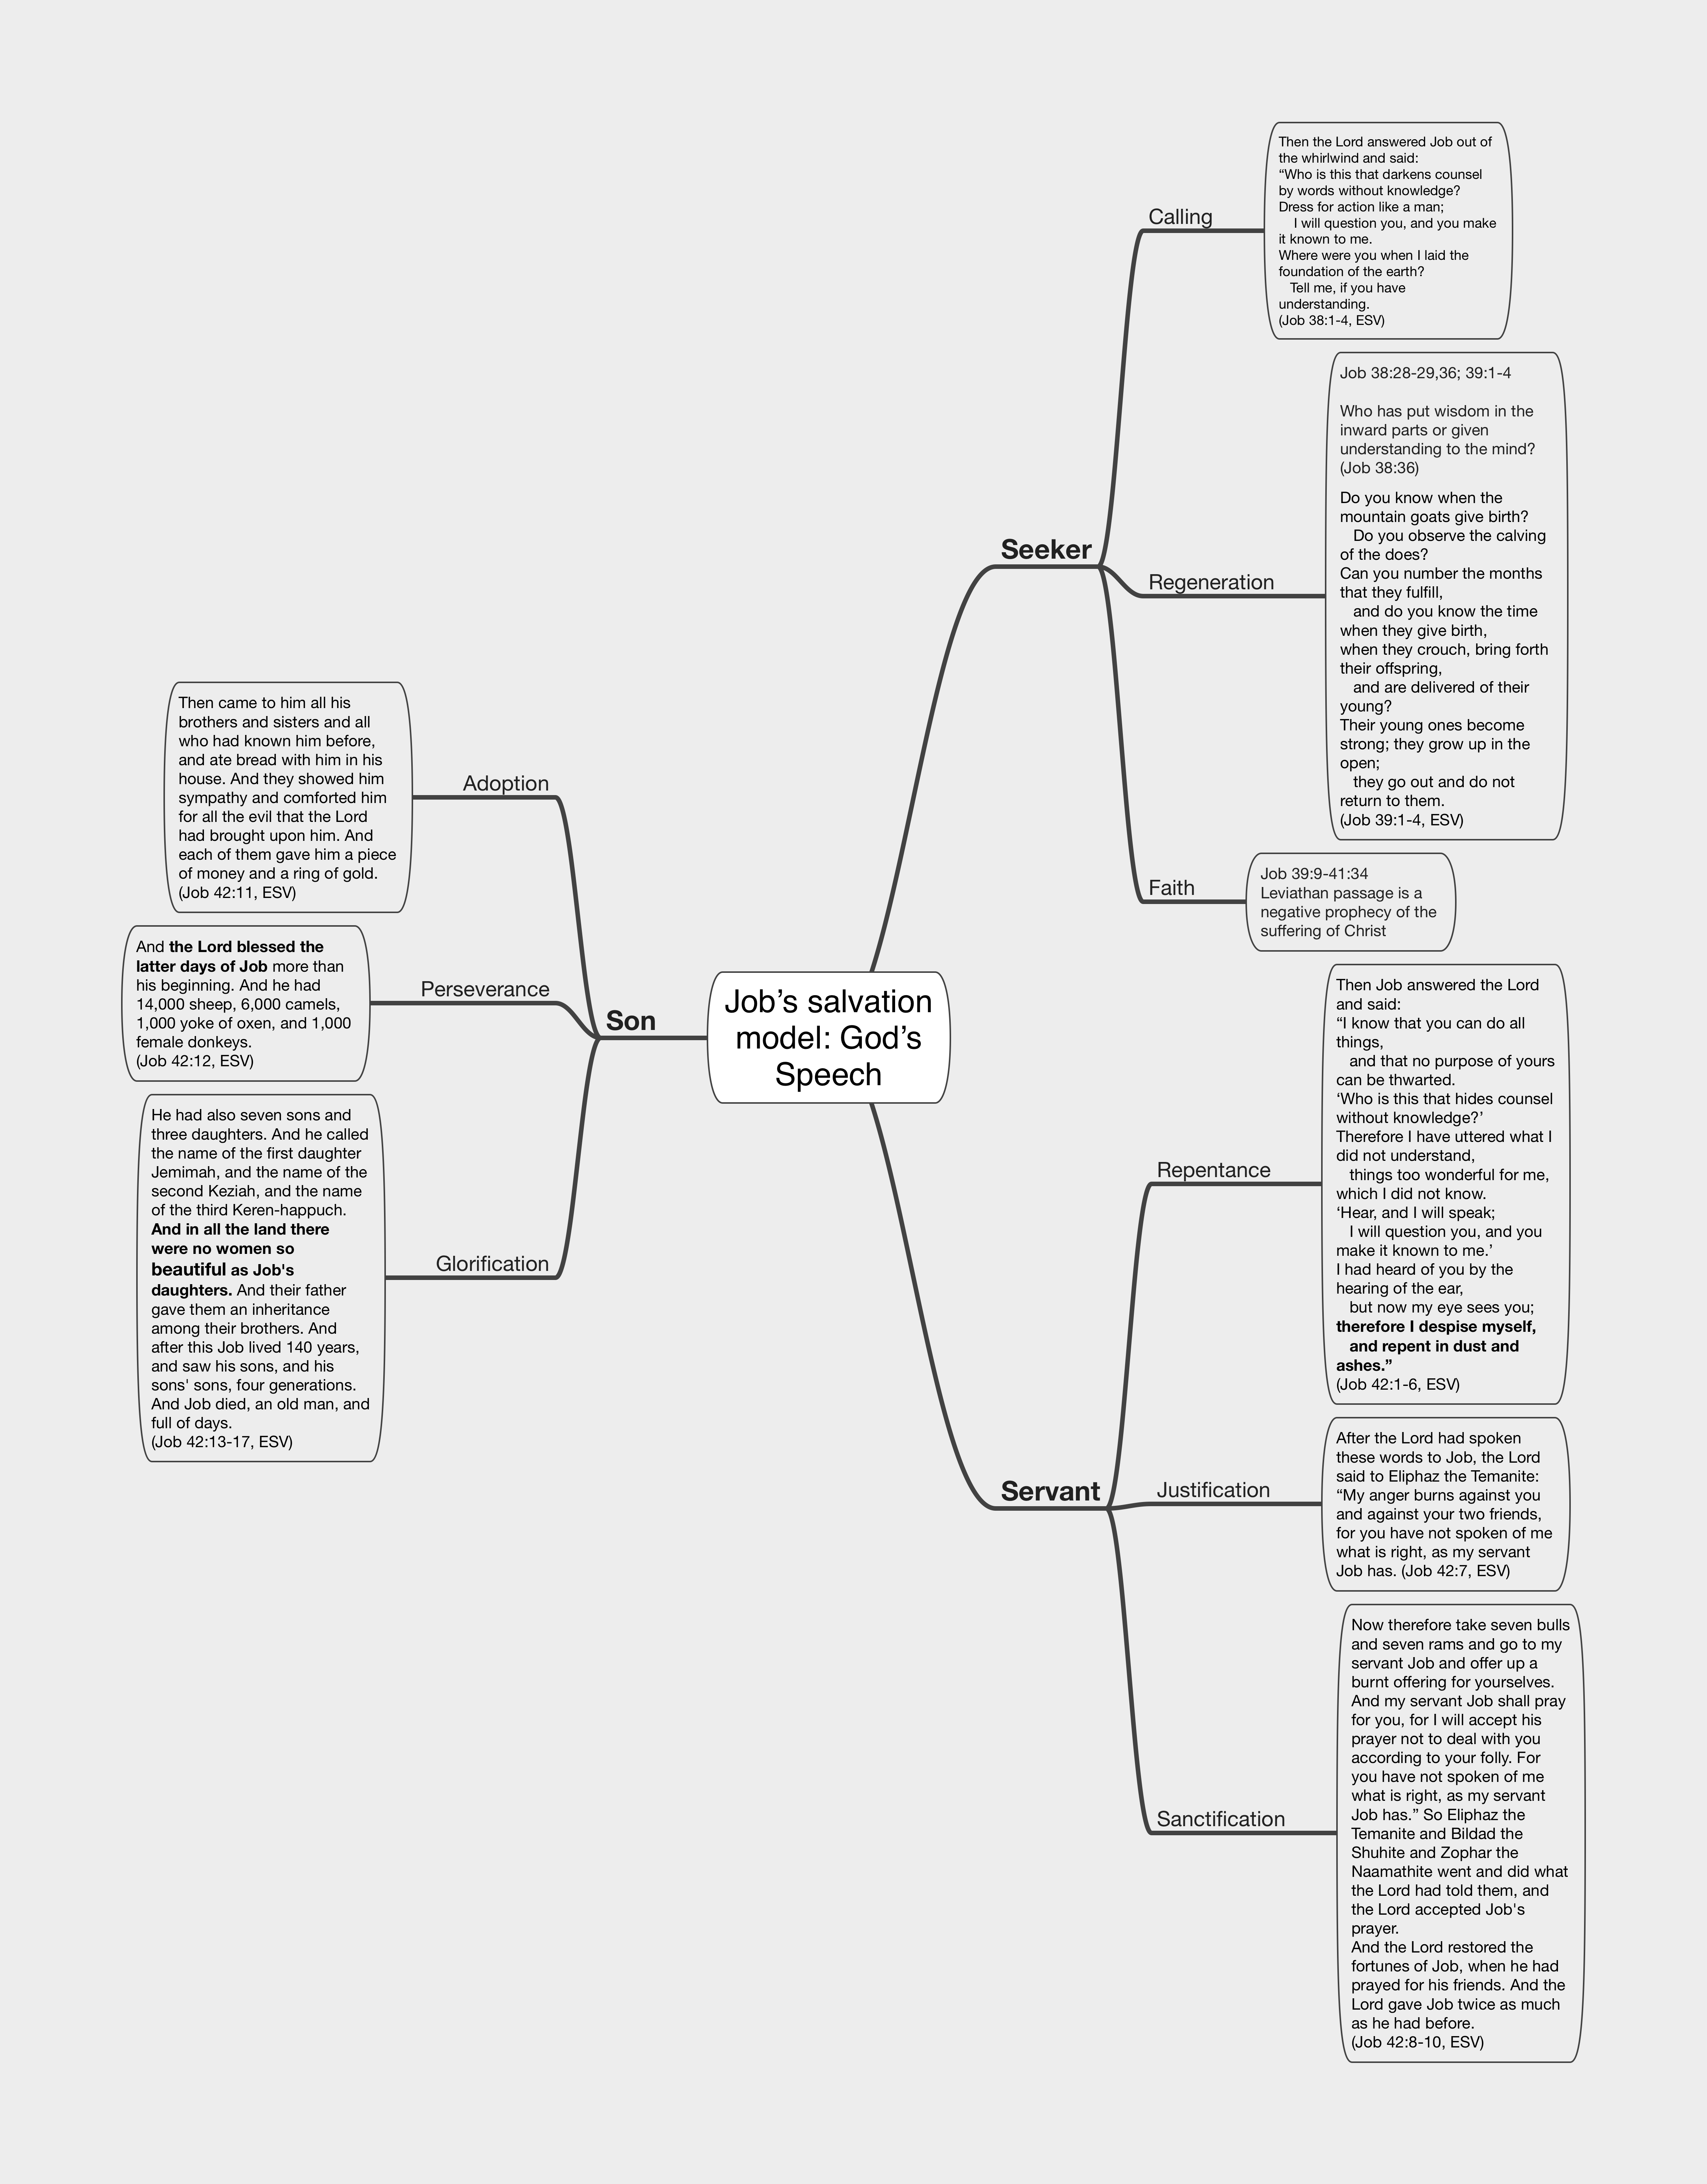 Job’s salvation
model: God’s
Speech
Seeker
Calling
Then the Lord answered Job out of
the whirlwind and said:
“Who is this that darkens counsel
by words without knowledge?
Dress for action like a man;
I will question you, and you make
it known to me.
Where were you when I laid the
foundation of the earth?
Tell me, if you have
understanding.
(Job 38:1-4, ESV)
Regeneration
Job 38:28-29,36; 39:1-4
Who has put wisdom in the
inward parts or given
understanding to the mind?
(Job 38:36)
Do you know when the
mountain goats give birth?
Do you observe the calving
of the does?
Can you number the months
that they fulfill,
and do you know the time
when they give birth,
when they crouch, bring forth
their offspring,
and are delivered of their
young?
Their young ones become
strong; they grow up in the
open;
they go out and do not
return to them.
(Job 39:1-4, ESV)
Faith
Job 39:9-41:34
Leviathan passage is a
negative prophecy of the
suffering of Christ
Servant
Repentance
Then Job answered the Lord
and said:
“I know that you can do all
things,
and that no purpose of yours
can be thwarted.
‘Who is this that hides counsel
without knowledge?’
Therefore I have uttered what I
did not understand,
things too wonderful for me,
which I did not know.
‘Hear, and I will speak;
I will question you, and you
make it known to me.’
I had heard of you by the
hearing of the ear,
but now my eye sees you;
therefore I despise myself,
and repent in dust and
ashes.”
(Job 42:1-6, ESV)
Justification
After the Lord had spoken
these words to Job, the Lord
said to Eliphaz the Temanite:
“My anger burns against you
and against your two friends,
for you have not spoken of me
what is right, as my servant
Job has. (Job 42:7, ESV)
Sanctification
Now therefore take seven bulls
and seven rams and go to my
servant Job and offer up a
burnt offering for yourselves.
And my servant Job shall pray
for you, for I will accept his
prayer not to deal with you
according to your folly. For
you have not spoken of me
what is right, as my servant
Job has.” So Eliphaz the
Temanite and Bildad the
Shuhite and Zophar the
Naamathite went and did what
the Lord had told them, and
the Lord accepted Job's
prayer.
And the Lord restored the
fortunes of Job, when he had
prayed for his friends. And the
Lord gave Job twice as much
as he had before.
(Job 42:8-10, ESV)
Son
Adoption
Then came to him all his
brothers and sisters and all
who had known him before,
and ate bread with him in his
house. And they showed him
sympathy and comforted him
for all the evil that the Lord
had brought upon him. And
each of them gave him a piece
of money and a ring of gold.
(Job 42:11, ESV)
Perseverance
And the Lord blessed the
latter days of Job more than
his beginning. And he had
14,000 sheep, 6,000 camels,
1,000 yoke of oxen, and 1,000
female donkeys.
(Job 42:12, ESV)
Glorification
He had also seven sons and
three daughters. And he called
the name of the first daughter
Jemimah, and the name of the
second Keziah, and the name
of the third Keren-happuch.
And in all the land there
were no women so
beautiful as Job's
daughters. And their father
gave them an inheritance
among their brothers. And
after this Job lived 140 years,
and saw his sons, and his
sons' sons, four generations.
And Job died, an old man, and
full of days.
(Job 42:13-17, ESV)